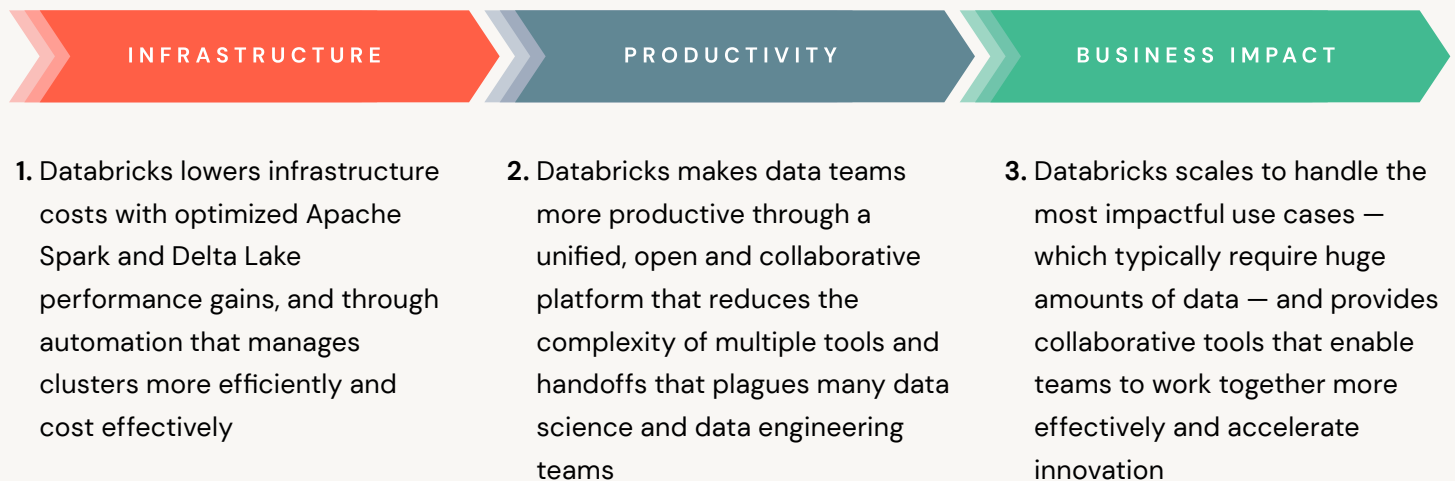 INFRASTRUCTURE
PRODUCTIVITY
BUSINESS IMPACT
1. Databricks lowers infrastructure
costs with optimized Apache
Spark and Delta Lake
performance gains, and through
automation that manages
clusters more efficiently and
cost effectively
2. Databricks makes data teams
more productive through a
unified, open and collaborative
platform that reduces the
complexity of multiple tools and
handoffs that plagues many data
science and data engineering
teams
3. Databricks scales to handle the
most impactful use cases —
which typically require huge
amounts of data — and provides
collaborative tools that enable
teams to work together more
effectively and accelerate
innovation